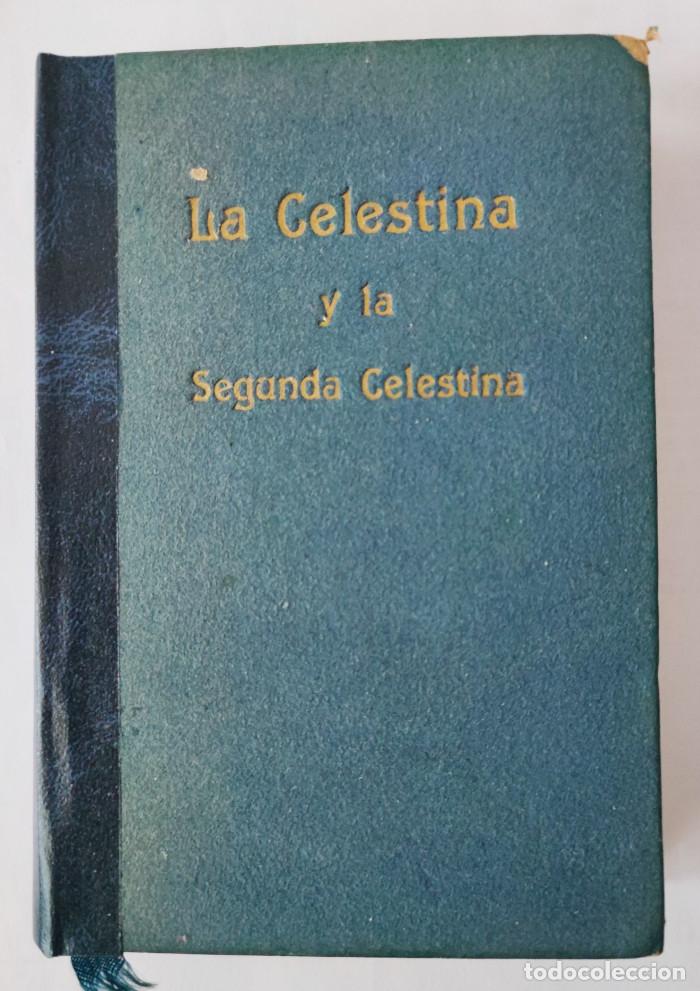 La Celestina
y la
Segunda Celestina
todocoleccion